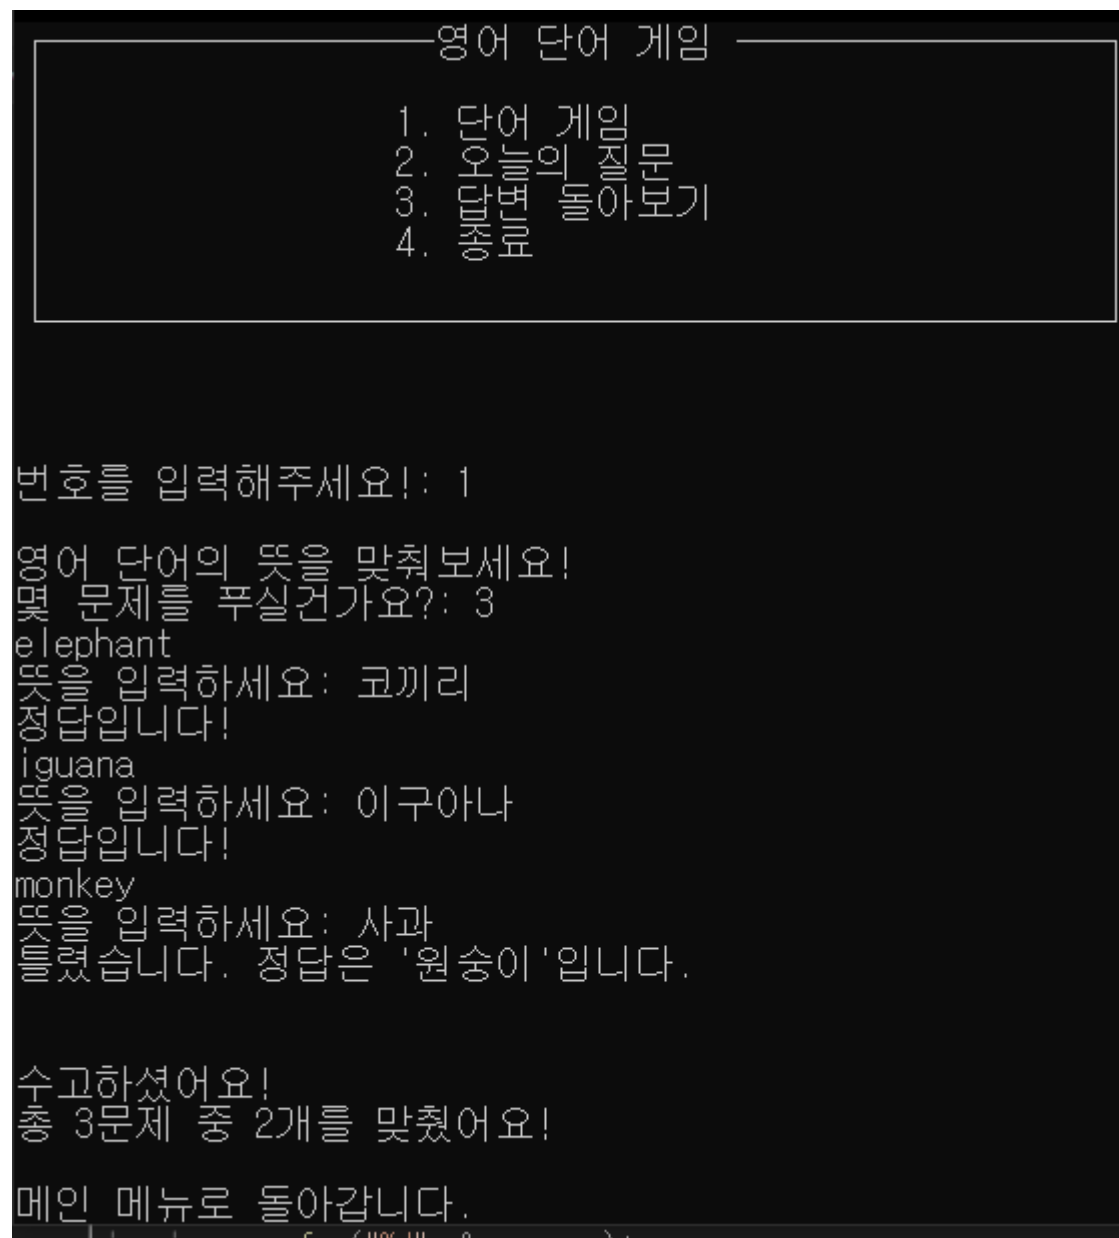 영어 단어 게임
1. 단어 게임
2. 오늘의 질문
3. 답변 돌아보기
4. 종료
번호를 입력해주세요!: 1
영어 단어의 뜻을 맞춰보세요!
몇 문제를 푸실건가요?: 3
elephant
뜻을 입력하세요: 코끼리
정답입니다!
iguana
뜻을 입력하세요: 이구아나
정답입니다!
monkey
뜻을 입력하세요: 사과
틀렸습니다. 정답은 '원숭이'입니다.
수고하셨어요!
총 3문제 중 2개를 맞췄어요!
메인 메뉴로 돌아갑니다.